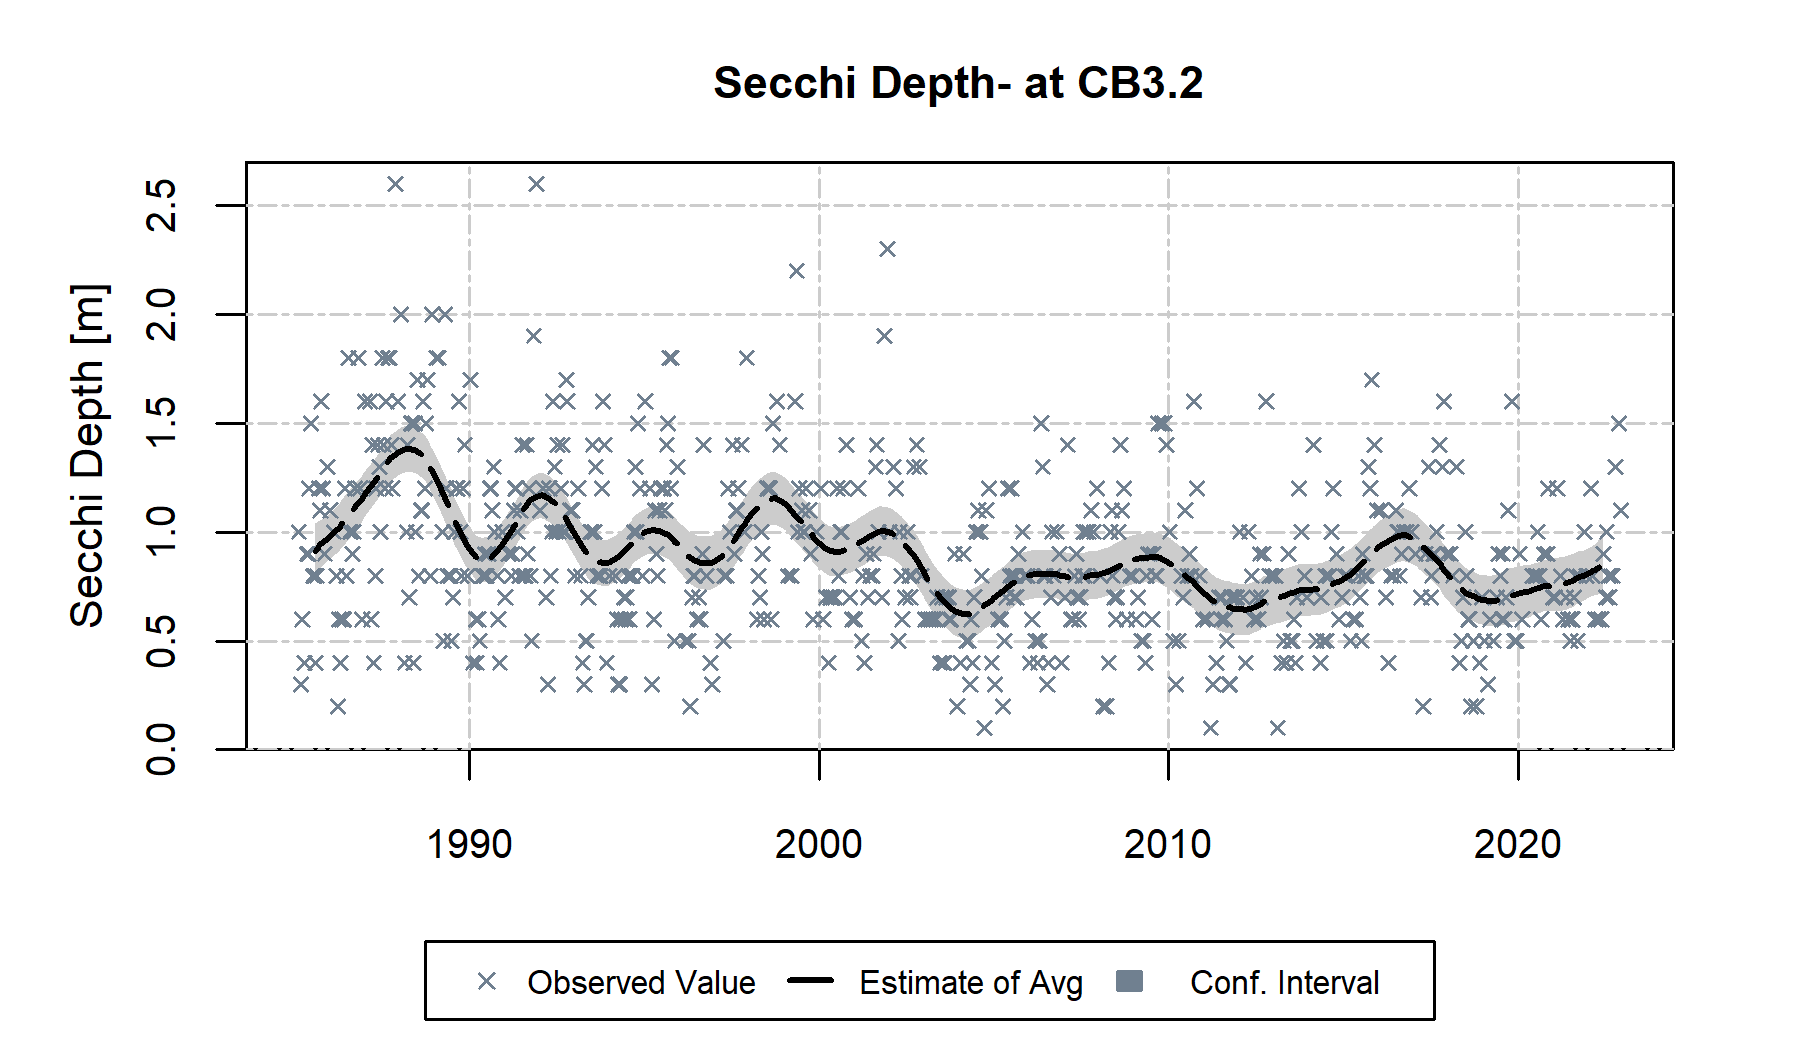 Secchi Depth- at CB3.2
Secchi Depth [m]
2.5
2.0
1.5
1.0
0.5
0.0
1990 2000 2010 2020
Observed Value Estimate of Avg Conf. Interval